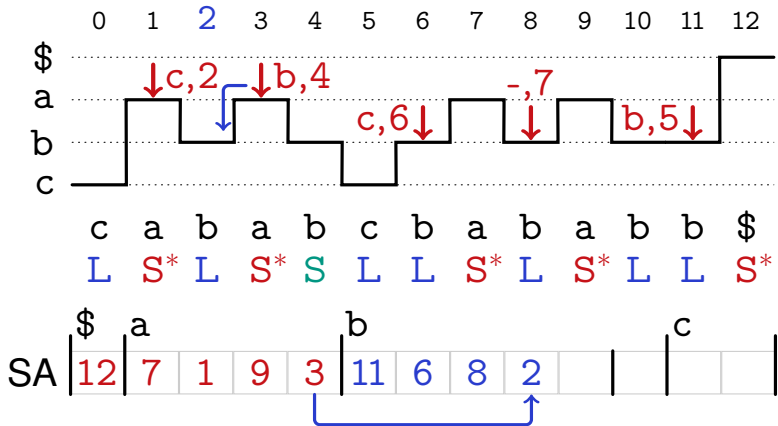 0 1 2 3 4 5 6 7 8 9 10 11 12
$
c,2 b,4 -,7
a
c,6 b,5
b
c
c a b a b c b a b a b b $
L S* L S* S L L S* L S* L L S*
$ a b c
SA 12 7 1 9 3 11 6 8 2